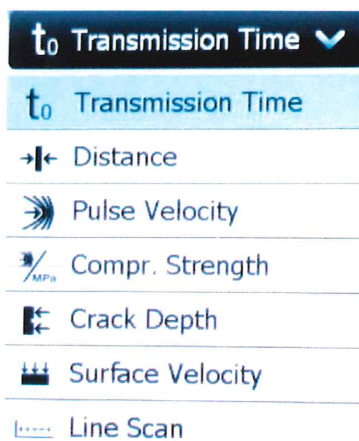 t₀ Transmission Time
t₀ Transmission Time
Distance
Pulse Velocity
MPa Compr. Strength
Crack Depth
Surface Velocity
Line Scan